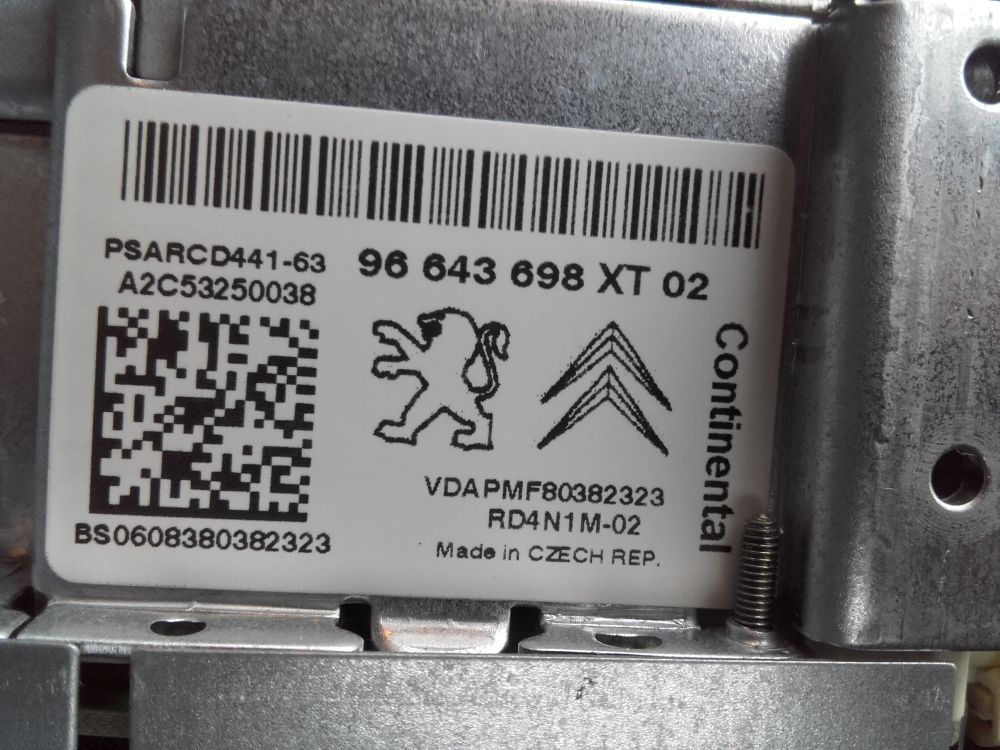 PSARCD441-63
A2C53250038
96 643 698 XT 02
Continental
VDAPMF80382323
RD4N1M-02
BS0608380382323
Made in CZECH REP.